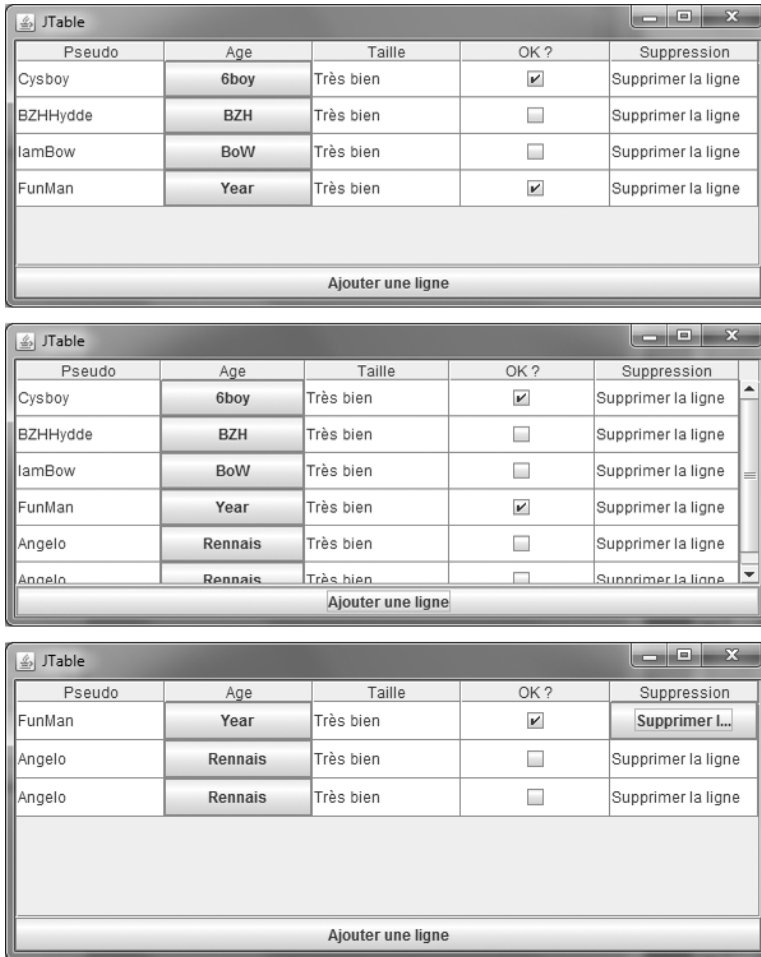 JTable
Pseudo Age Taille OK ? Suppression
Cysboy 6boy Très bien Supprimer la ligne
BZHHydde BZH Très bien Supprimer la ligne
IamBow BoW Très bien Supprimer la ligne
FunMan Year Très bien Supprimer la ligne
Ajouter une ligne
JTable
Pseudo Age Taille OK ? Suppression
Cysboy 6boy Très bien Supprimer la ligne
BZHHydde BZH Très bien Supprimer la ligne
IamBow BoW Très bien Supprimer la ligne
FunMan Year Très bien Supprimer la ligne
Angelo Rennais Très bien Supprimer la ligne
Angelo Rennais Très bien Supprimer la ligne
Ajouter une ligne
JTable
Pseudo Age Taille OK ? Suppression
FunMan Year Très bien Supprimer l...
Angelo Rennais Très bien Supprimer la ligne
Angelo Rennais Très bien Supprimer la ligne
Ajouter une ligne